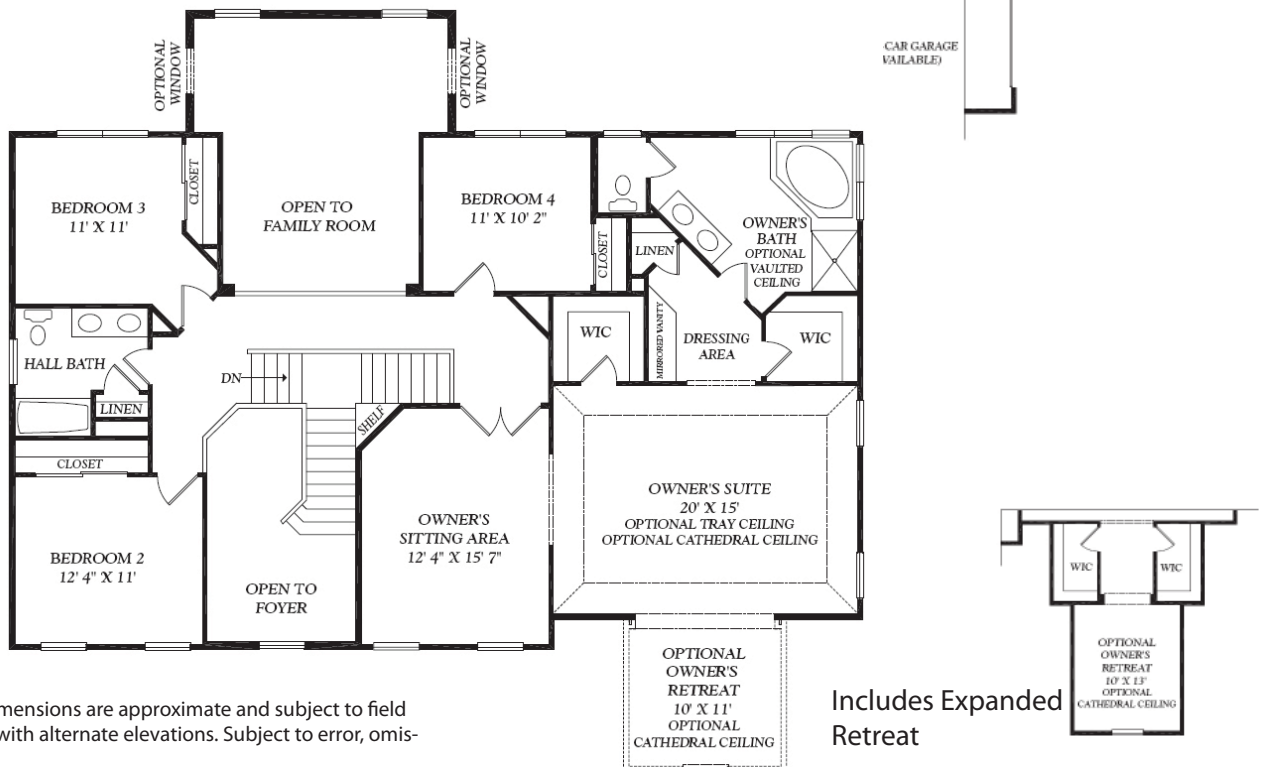 CAR GARAGE
VAILABLE)
OPTIONAL
WINDOW
OPTIONAL
WINDOW
BEDROOM 3
11' X 11'
CLOSET
OPEN TO
FAMILY ROOM
BEDROOM 4
11' X 10' 2"
CLOSET
LINEN
OWNER'S
BATH
OPTIONAL
VAULTED
CEILING
HALL BATH
LINEN
DN
SHELF
WIC
MIRRORED VANITY
DRESSING
AREA
WIC
CLOSET
BEDROOM 2
12' 4" X 11'
OPEN TO
FOYER
OWNER'S
SITTING AREA
12' 4" X 15' 7"
OWNER'S SUITE
20' X 15'
OPTIONAL TRAY CEILING
OPTIONAL CATHEDRAL CEILING
OPTIONAL
OWNER'S
RETREAT
10' X 11'
OPTIONAL
CATHEDRAL CEILING
WIC
WIC
OPTIONAL
OWNER'S
RETREAT
10' X 13'
OPTIONAL
CATHEDRAL CEILING
Includes Expanded
Retreat
mensions are approximate and subject to field
with alternate elevations. Subject to error, omis-